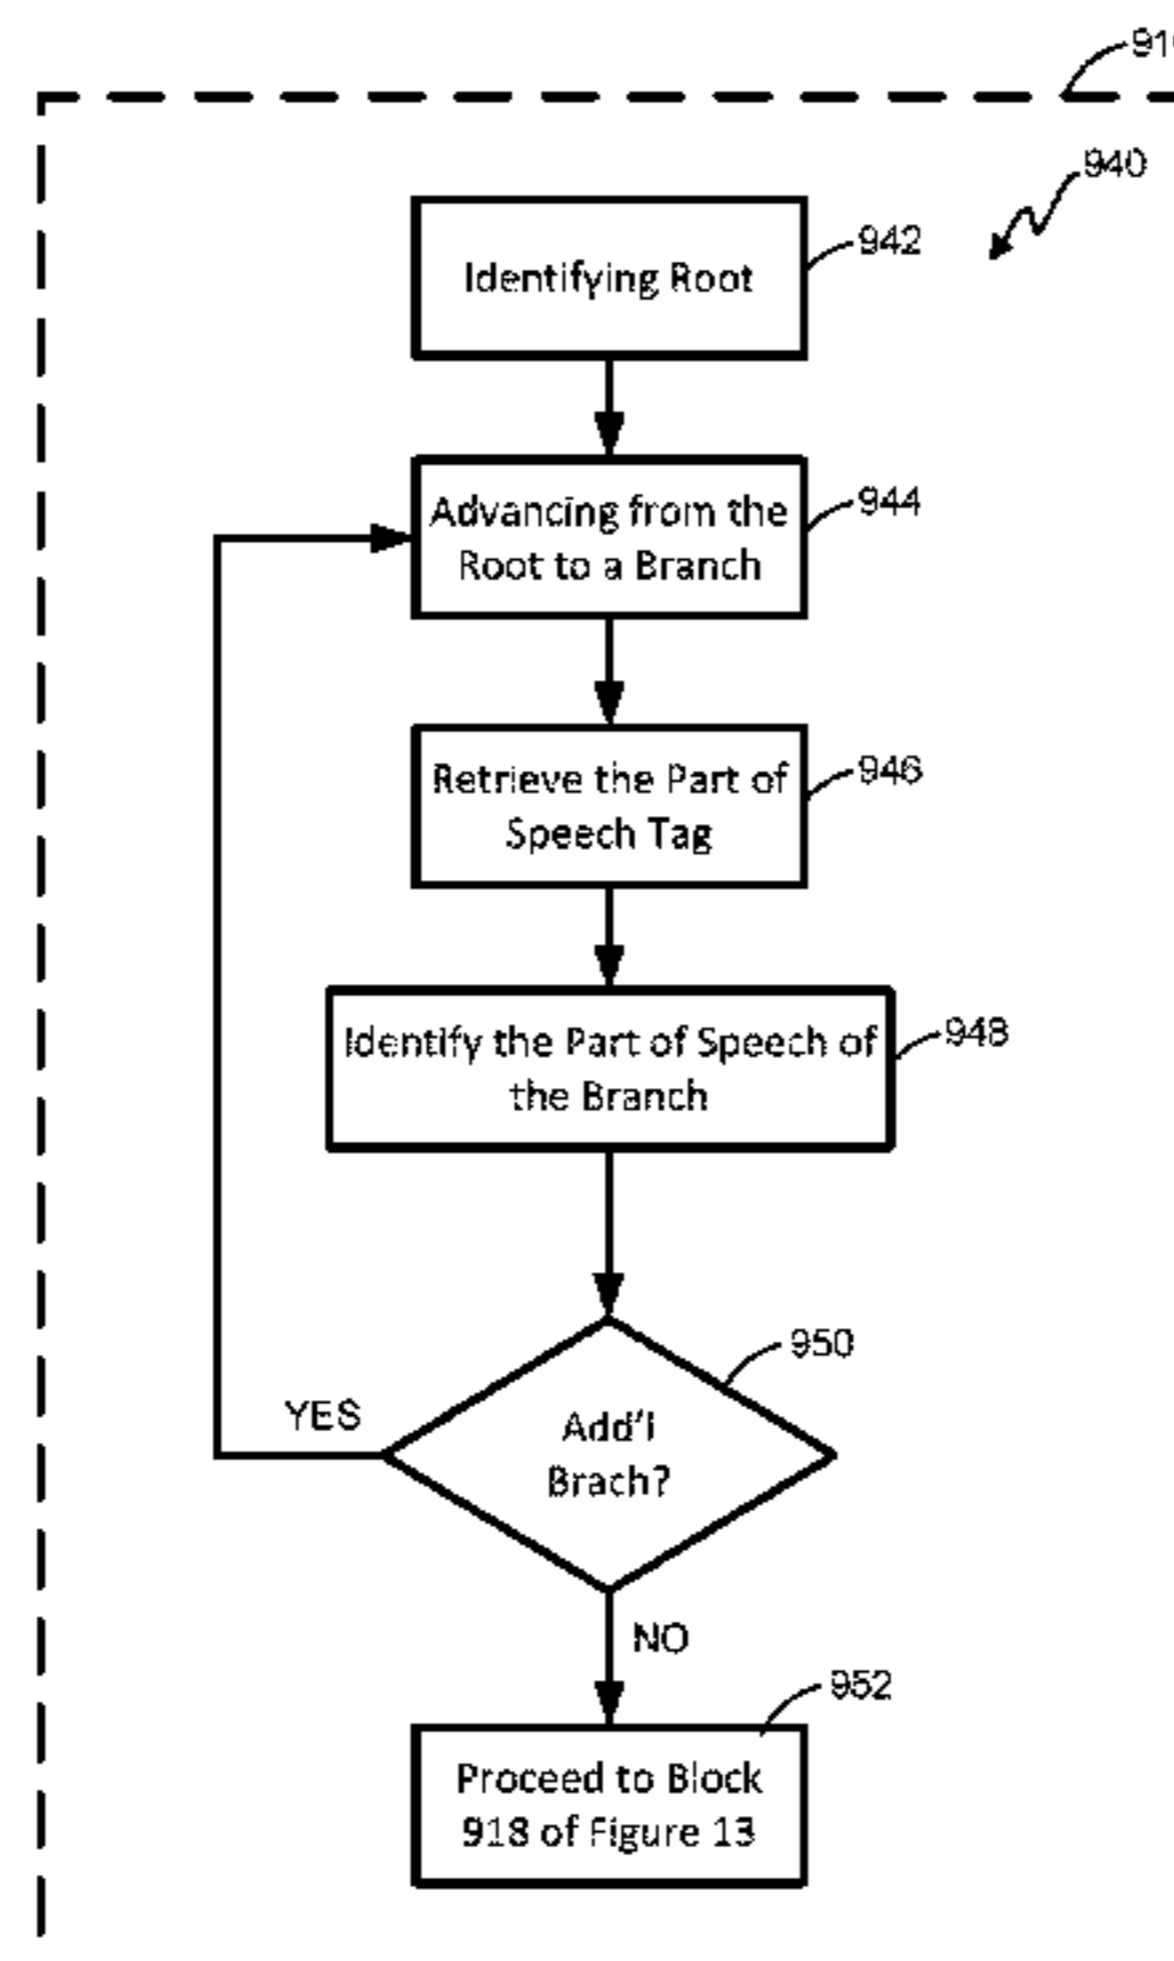 940
942
Identifying Root
944
Advancing from the
Root to a Branch
946
Retrieve the Part of
Speech Tag
948
Identify the Part of Speech of
the Branch
950
YES
Add'l
Brach?
NO
952
Proceed to Block
918 of Figure 13